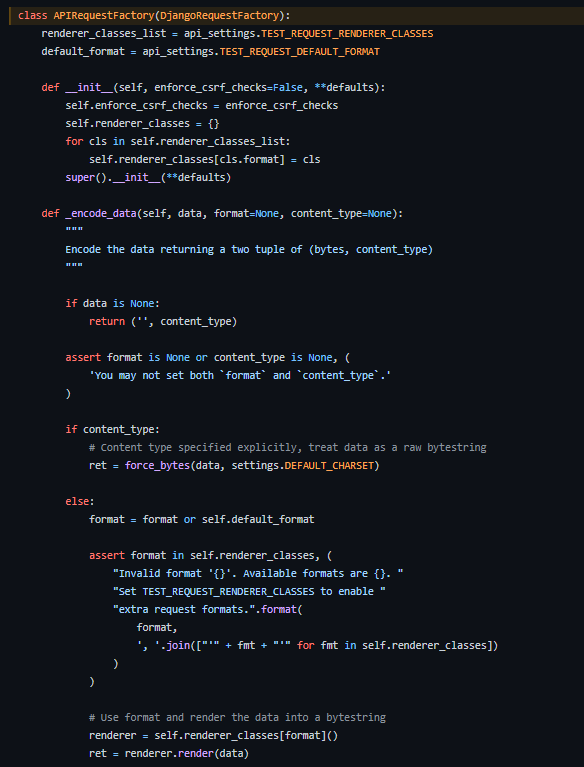 class APIRequestFactory(DjangoRequestFactory):
    renderer_classes_list = api_settings.TEST_REQUEST_RENDERER_CLASSES
    default_format = api_settings.TEST_REQUEST_DEFAULT_FORMAT

    def __init__(self, enforce_csrf_checks=False, **defaults):
        self.enforce_csrf_checks = enforce_csrf_checks
        self.renderer_classes = {}
        for cls in self.renderer_classes_list:
            self.renderer_classes[cls.format] = cls
        super().__init__(**defaults)

    def _encode_data(self, data, format=None, content_type=None):
        """
        Encode the data returning a two tuple of (bytes, content_type)
        """

        if data is None:
            return ('', content_type)

        assert format is None or content_type is None, (
            'You may not set both `format` and `content_type`.'
        )

        if content_type:
            # Content type specified explicitly, treat data as a raw bytestring
            ret = force_bytes(data, settings.DEFAULT_CHARSET)

        else:
            format = format or self.default_format

            assert format in self.renderer_classes, (
                "Invalid format '{}'. Available formats are {}. "
                "Set TEST_REQUEST_RENDERER_CLASSES to enable "
                "extra request formats.".format(
                    format,
                    ', '.join(["'" + fmt + "'" for fmt in self.renderer_classes])
                )
            )

            # Use format and render the data into a bytestring
            renderer = self.renderer_classes[format]()
            ret = renderer.render(data)